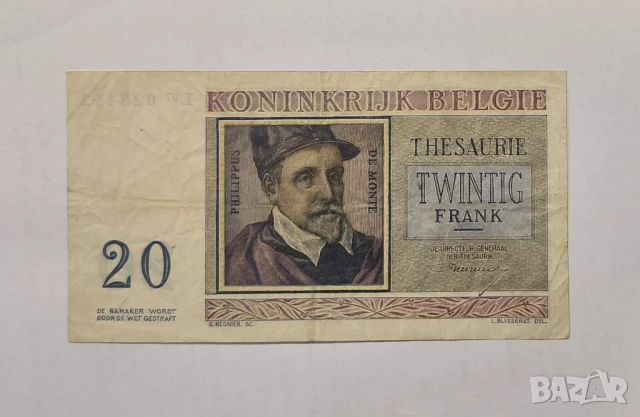 KONINKRIJK BELGIE
PHILIPPUS
DE MONTE
THESAURIE
TWINTIG
FRANK
DE DIRECTEUR-GENERAAL
DER THESAURIE
20
DE NAMAKER WORDT
DOOR DE WET GESTRAFT
G. REGNIER. SC.
L. BUISSERET. DEL.
BAZAR